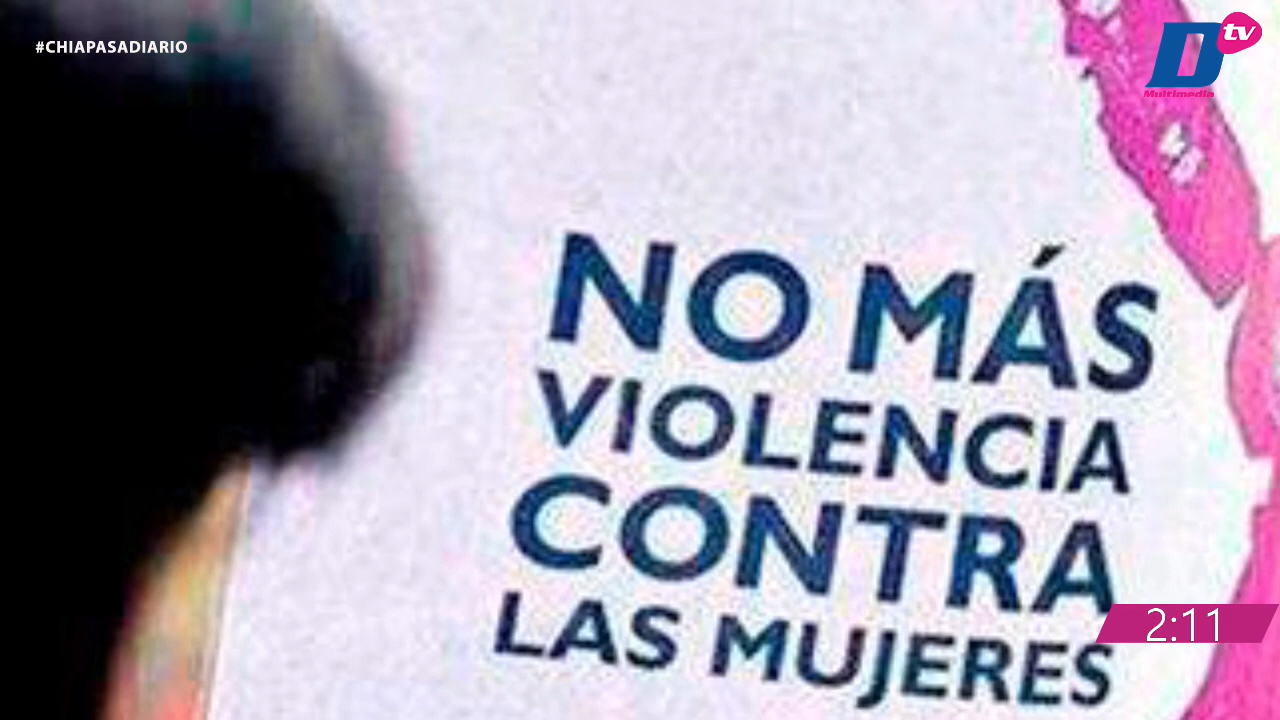 #CHIAPASADIARIO
D tv
Multimedia
NO MÁS
VIOLENCIA
CONTRA
LAS MUJERES
2:11